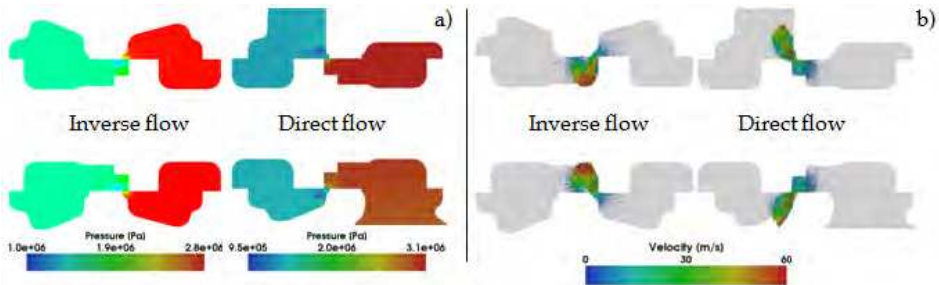 a)
b)
Inverse flow
Direct flow
Inverse flow
Direct flow
Pressure (Pa)
1.0e+06 1.9e+06 2.8e+06
Pressure (Pa)
9.5e+05 2.0e+06 3.1e+06
Velocity (m/s)
0 30 60